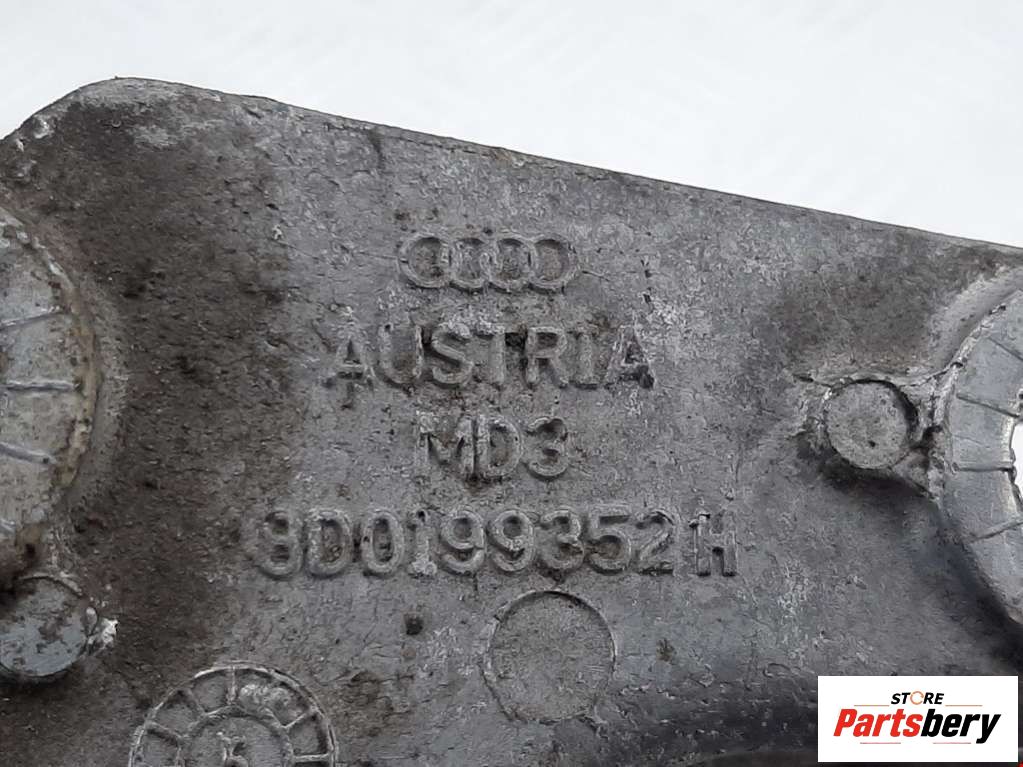 AUSTRIA
MD3
8D0199352H
STORE
Partsbery